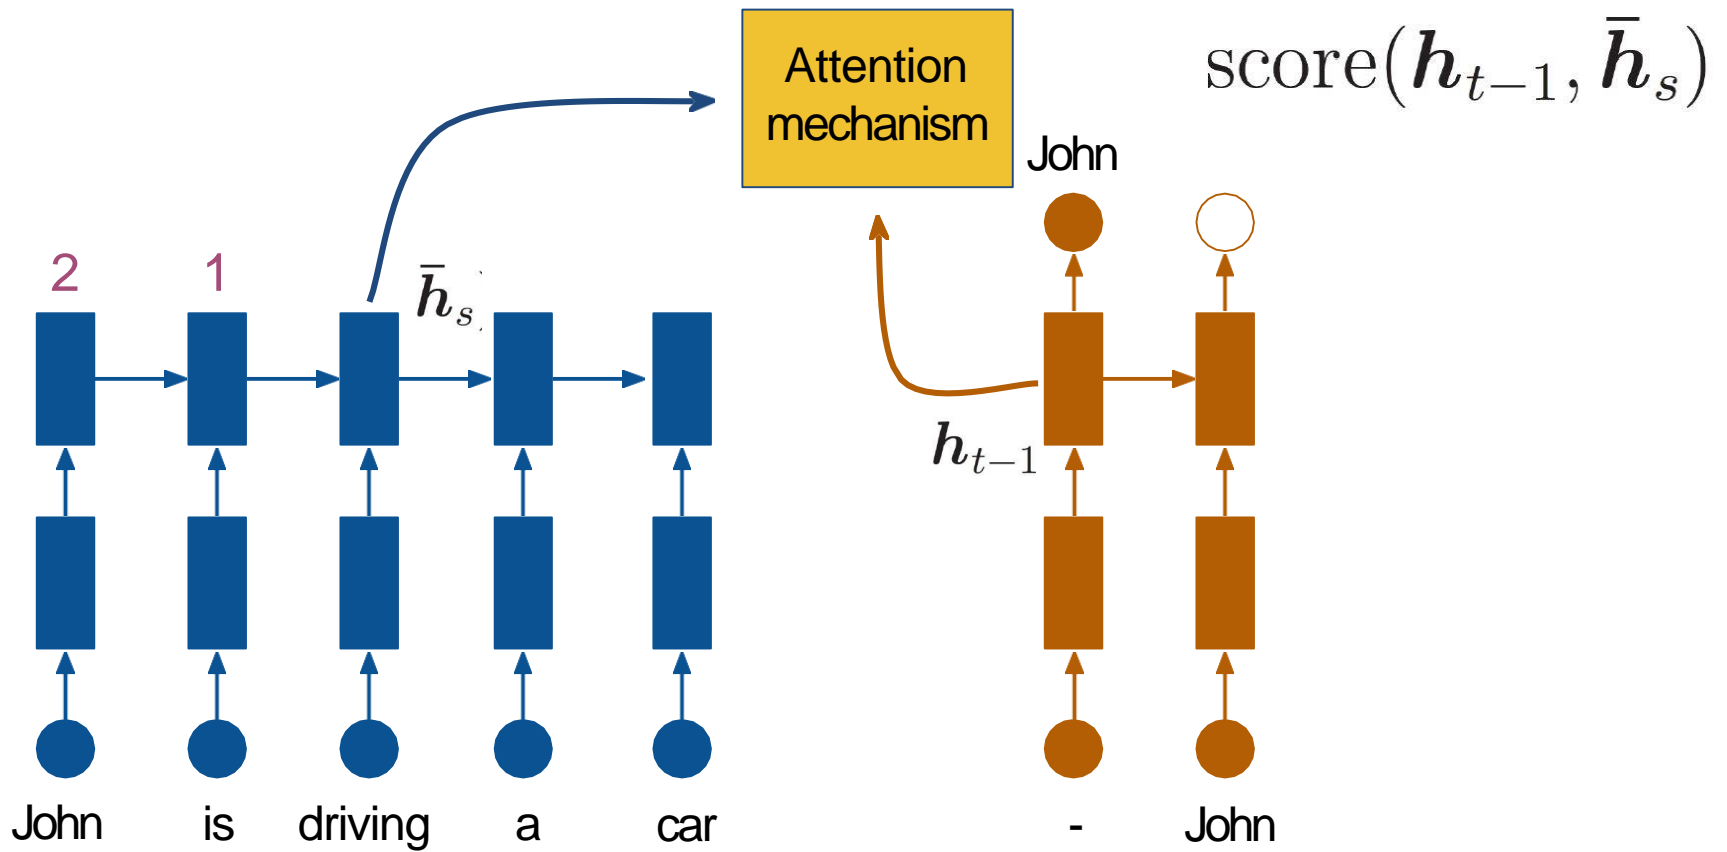 Attention
mechanism
score(h_{t−1}, h̄_s)
John
2 1
h̄_s
h_{t−1}
John is driving a car - John